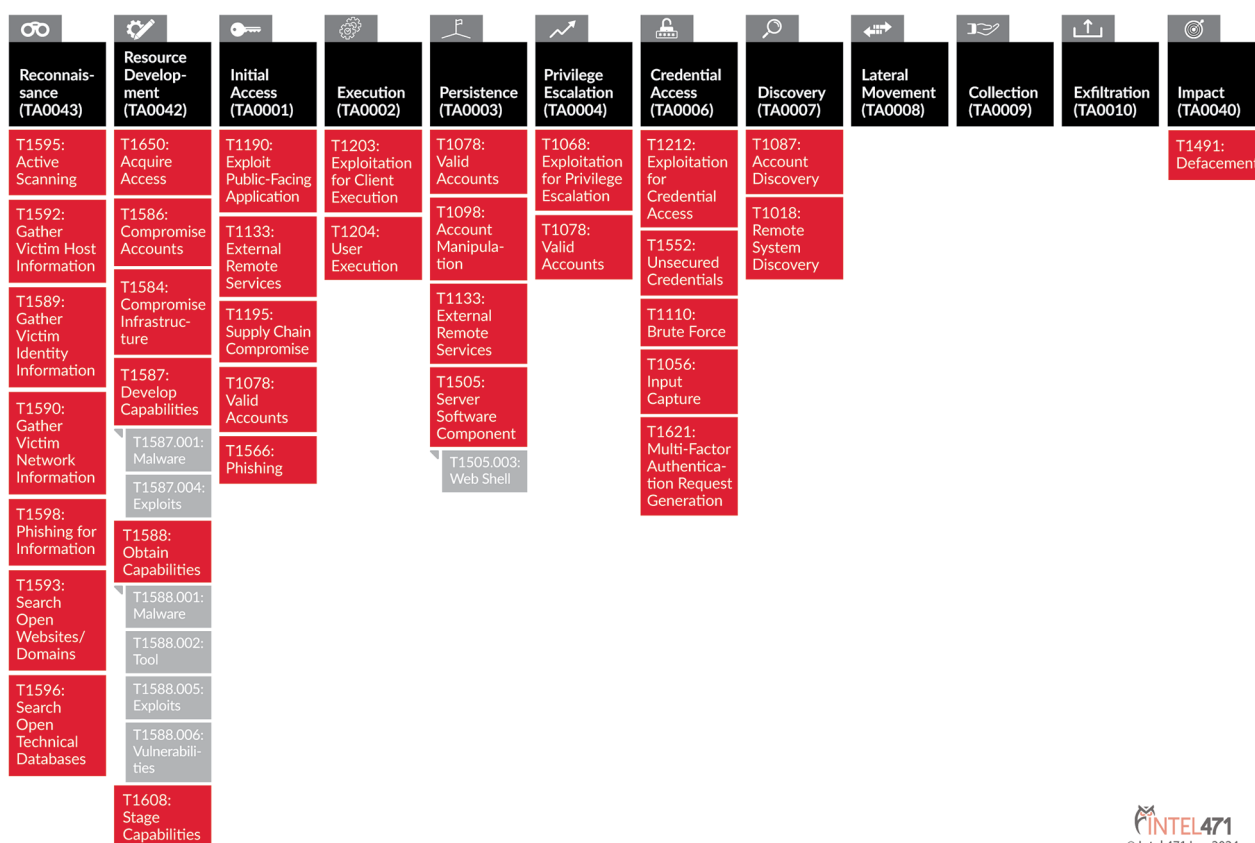 Reconnais-
sance
(TA0043)
Resource
Develop-
ment
(TA0042)
Initial
Access
(TA0001)
Execution
(TA0002)
Persistence
(TA0003)
Privilege
Escalation
(TA0004)
Credential
Access
(TA0006)
Discovery
(TA0007)
Lateral
Movement
(TA0008)
Collection
(TA0009)
Exfiltration
(TA0010)
Impact
(TA0040)
T1595:
Active
Scanning
T1592:
Gather
Victim Host
Information
T1589:
Gather
Victim
Identity
Information
T1590:
Gather
Victim
Network
Information
T1598:
Phishing for
Information
T1593:
Search
Open
Websites/
Domains
T1596:
Search
Open
Technical
Databases
T1650:
Acquire
Access
T1586:
Compromise
Accounts
T1584:
Compromise
Infrastruc-
ture
T1587:
Develop
Capabilities
T1587.001:
Malware
T1587.004:
Exploits
T1588:
Obtain
Capabilities
T1588.001:
Malware
T1588.002:
Tool
T1588.005:
Exploits
T1588.006:
Vulnerabili-
ties
T1608:
Stage
Capabilities
T1190:
Exploit
Public-Facing
Application
T1133:
External
Remote
Services
T1195:
Supply Chain
Compromise
T1078:
Valid
Accounts
T1566:
Phishing
T1203:
Exploitation
for Client
Execution
T1204:
User
Execution
T1078:
Valid
Accounts
T1098:
Account
Manipula-
tion
T1133:
External
Remote
Services
T1505:
Server
Software
Component
T1505.003:
Web Shell
T1068:
Exploitation
for Privilege
Escalation
T1078:
Valid
Accounts
T1212:
Exploitation
for
Credential
Access
T1552:
Unsecured
Credentials
T1110:
Brute Force
T1056:
Input
Capture
T1621:
Multi-Factor
Authentica-
tion Request
Generation
T1087:
Account
Discovery
T1018:
Remote
System
Discovery
T1491:
Defacement
INTEL471